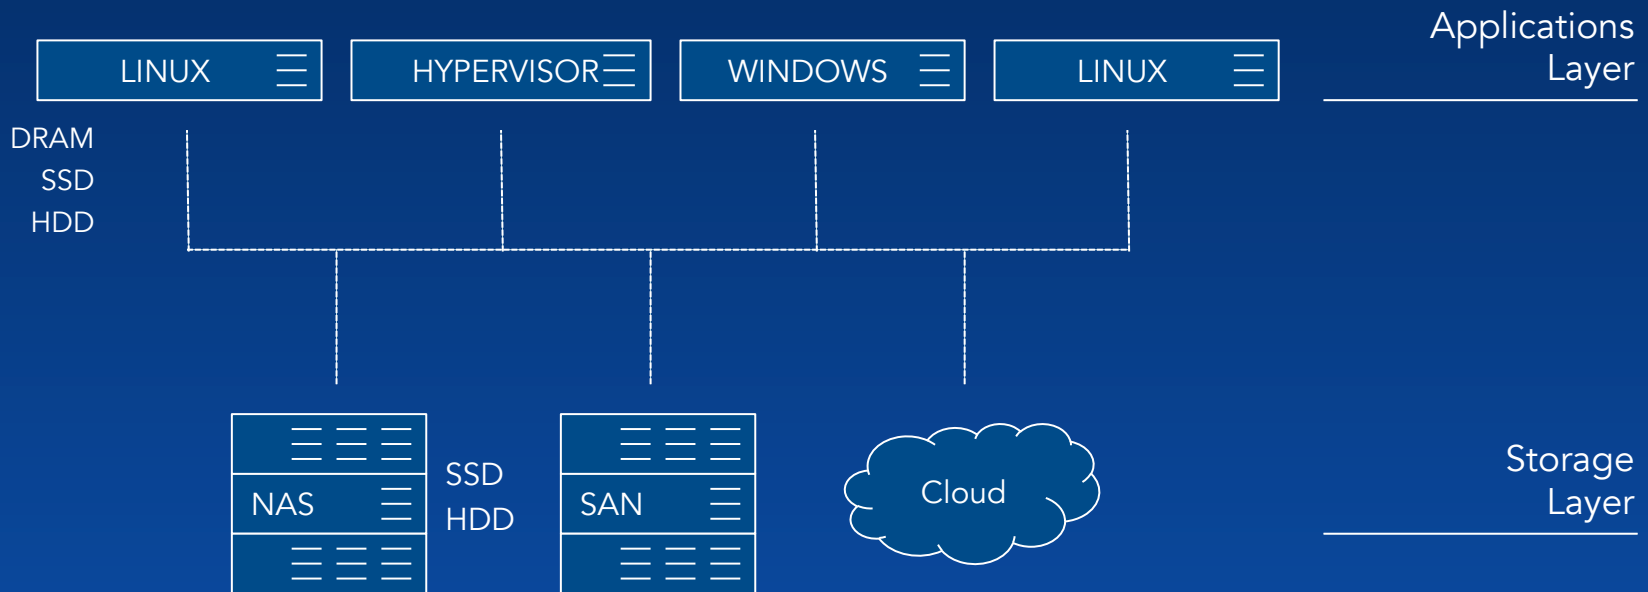 Applications
Layer
LINUX
HYPERVISOR
WINDOWS
LINUX
DRAM
SSD
HDD
NAS
SSD
HDD
SAN
Cloud
Storage
Layer